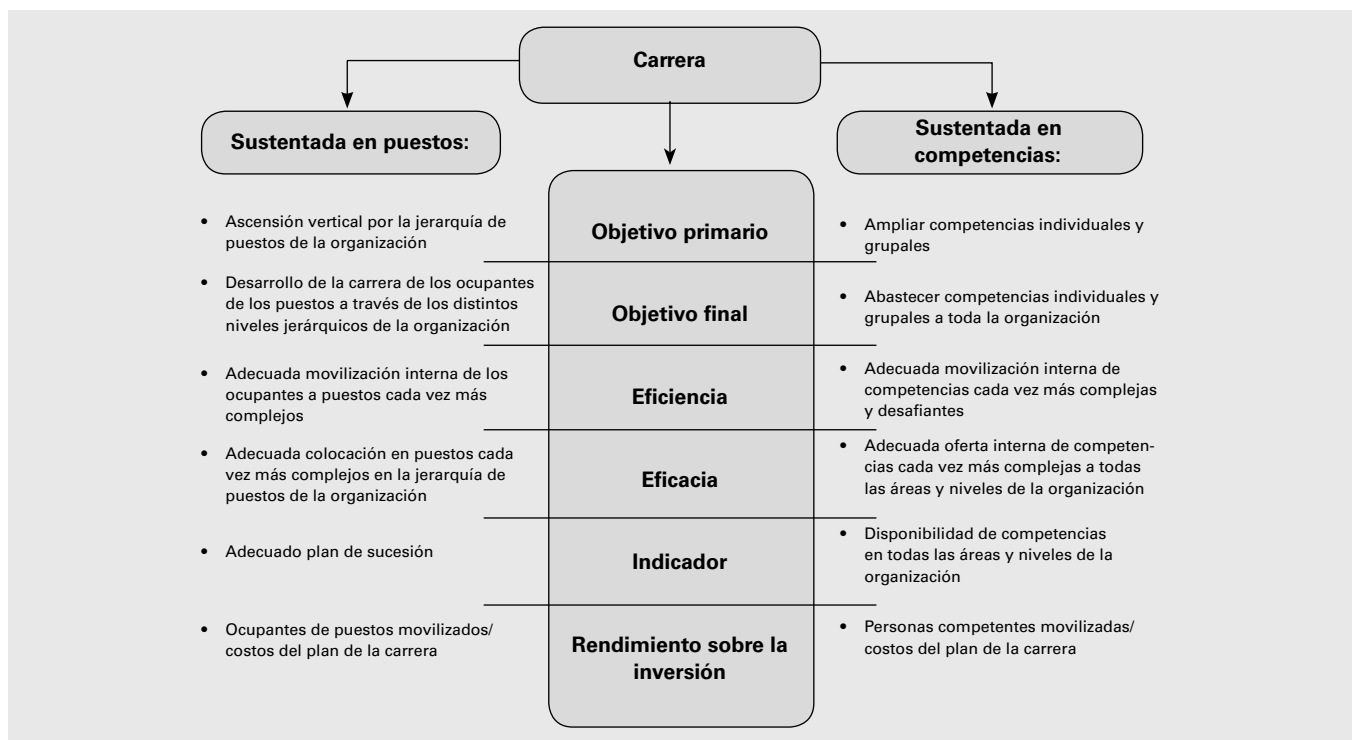 Carrera
Sustentada en puestos:
Sustentada en
competencias:
• Ascensión vertical por la jerarquía de
puestos de la organización
Objetivo primario
• Ampliar competencias individuales y
grupales
• Desarrollo de la carrera de los ocupantes
de los puestos a través de los distintos
niveles jerárquicos de la organización
Objetivo final
• Abastecer competencias individuales y
grupales a toda la organización
• Adecuada movilización interna de los
ocupantes a puestos cada vez más
complejos
Eficiencia
• Adecuada movilización interna de
competencias cada vez más complejas
y desafiantes
• Adecuada colocación en puestos cada
vez más complejos en la jerarquía de
puestos de la organización
Eficacia
• Adecuada oferta interna de competen-
cias cada vez más complejas a todas
las áreas y niveles de la organización
• Adecuado plan de sucesión
Indicador
• Disponibilidad de competencias
en todas las áreas y niveles de la
organización
• Ocupantes de puestos movilizados/
costos del plan de la carrera
Rendimiento sobre la
inversión
• Personas competentes movilizadas/
costos del plan de la carrera